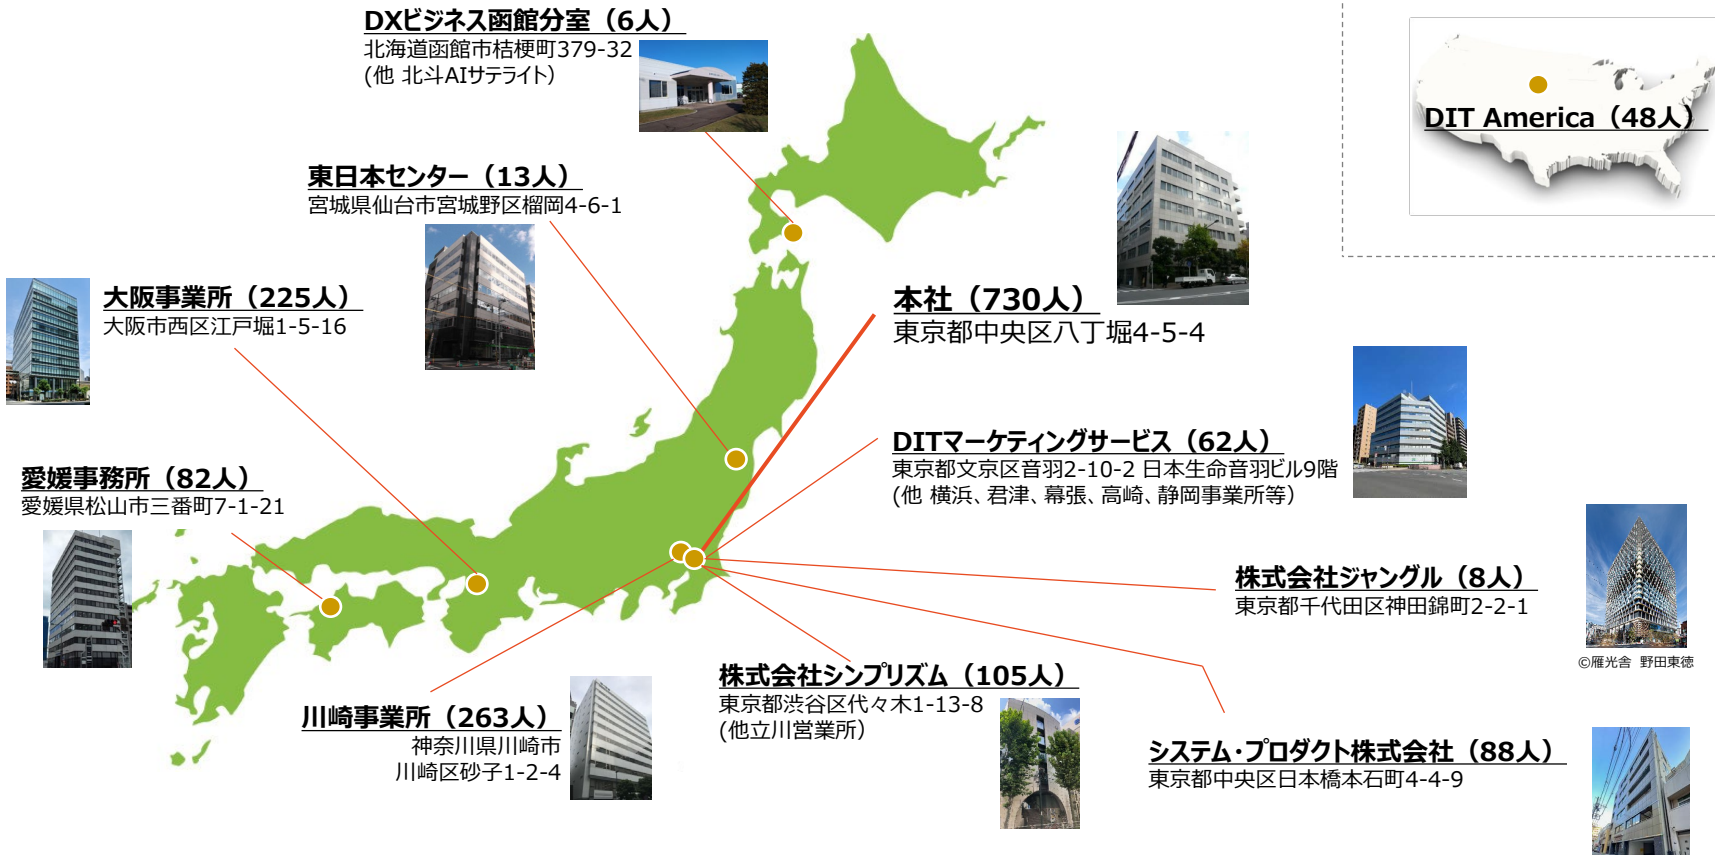 DXビジネス函館分室（6人）
北海道函館市桔梗町379-32
(他 北斗AIサテライト）
DIT America（48人）
東日本センター（13人）
宮城県仙台市宮城野区榴岡4-6-1
大阪事業所（225人）
大阪市西区江戸堀1-5-16
本社（730人）
東京都中央区八丁堀4-5-4
DITマーケティングサービス（62人）
東京都文京区音羽2-10-2 日本生命音羽ビル9階
(他 横浜、君津、幕張、高崎、静岡事業所等）
愛媛事務所（82人）
愛媛県松山市三番町7-1-21
株式会社ジャングル（8人）
東京都千代田区神田錦町2-2-1
©雁光舎 野田東徳
株式会社シンプリズム（105人）
東京都渋谷区代々木1-13-8
(他立川営業所）
川崎事業所（263人）
神奈川県川崎市
川崎区砂子1-2-4
システム・プロダクト株式会社（88人）
東京都中央区日本橋本石町4-4-9